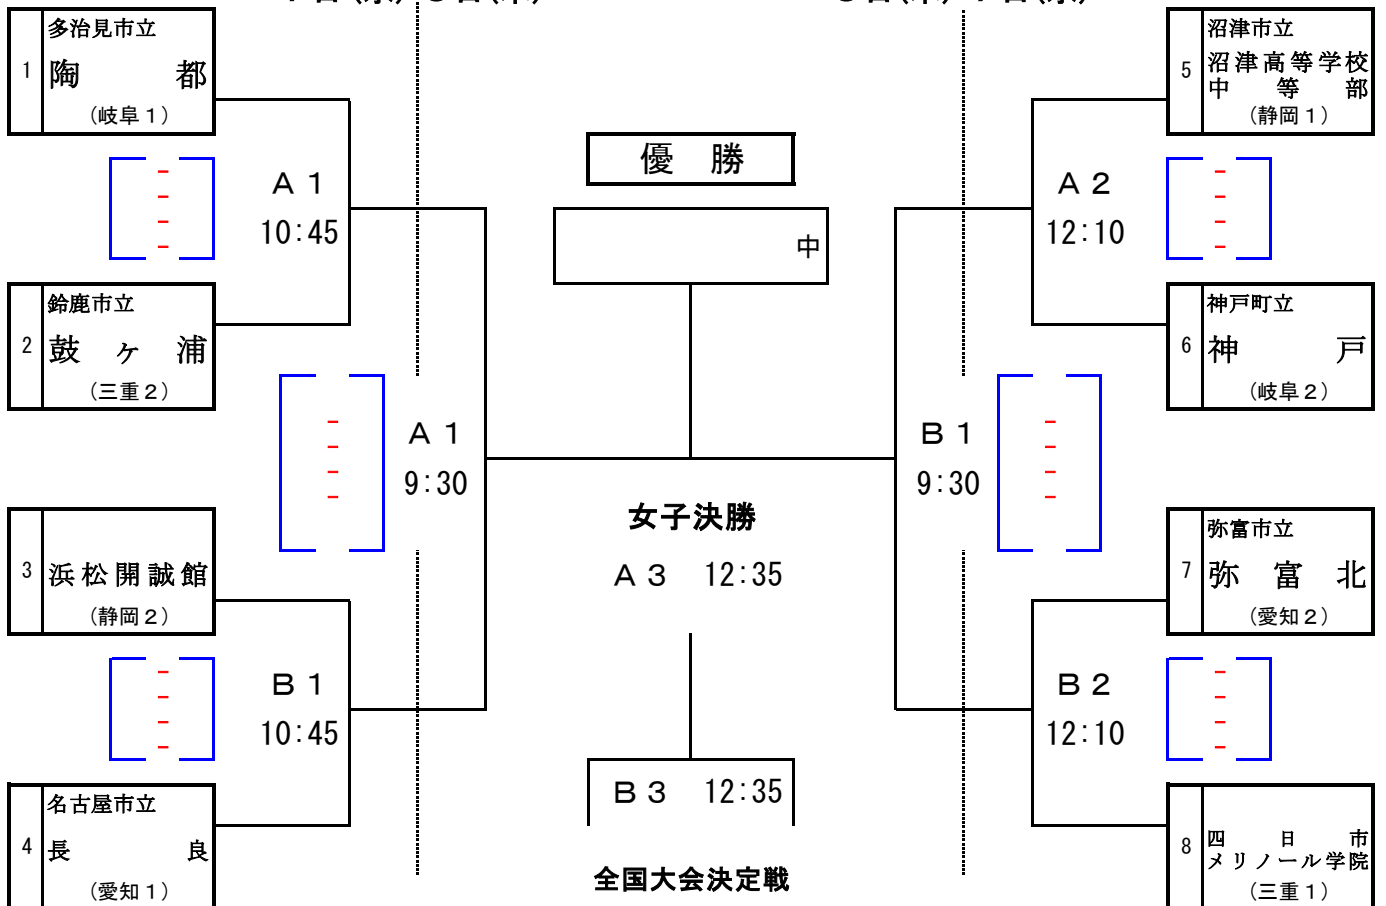 多治見市立
1
陶 都
(岐阜1)
A1
10:45
鈴鹿市立
2
鼓ヶ浦
(三重2)
A1
9:30
3
浜松開誠館
(静岡2)
B1
10:45
名古屋市立
4
長 良
(愛知1)
優 勝
中
女子決勝
A3 12:35
B3 12:35
全国大会決定戦
沼津市立
5
沼津高等学校
中等部
(静岡1)
A2
12:10
神戸町立
6
神 戸
(岐阜2)
B1
9:30
弥富市立
7
弥富北
(愛知2)
B2
12:10
8
四日市
メリノール学院
(三重1)